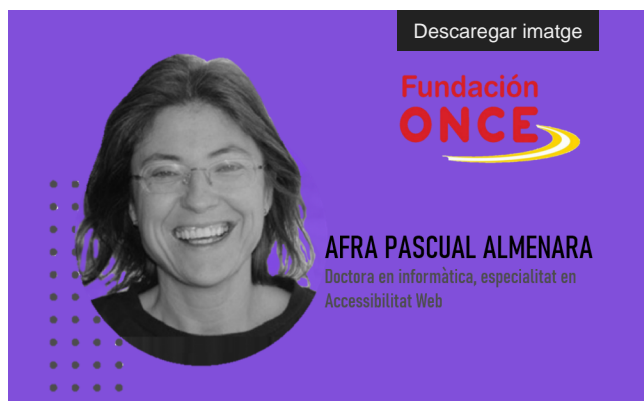 Descaregar imatge
Fundación
ONCE
AFRA PASCUAL ALMENARA
Doctora en informàtica, especialitat en
Accessibilitat Web